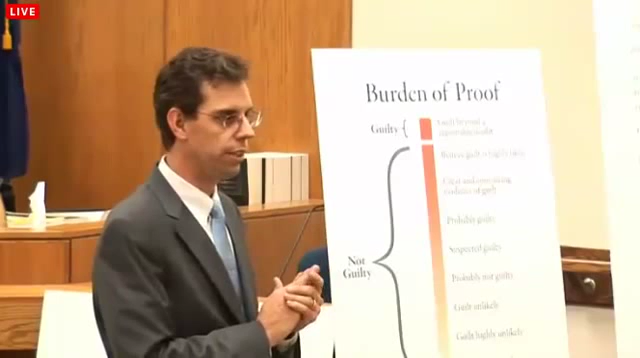 LIVE
Burden of Proof
Guilty
Guilt beyond a
reasonable doubt
Believe guilt is highly likely
Clear and convincing
evidence of guilt
Probably guilty
Suspected guilty
Not
Guilty
Probably not guilty
Guilt unlikely
Guilt highly unlikely